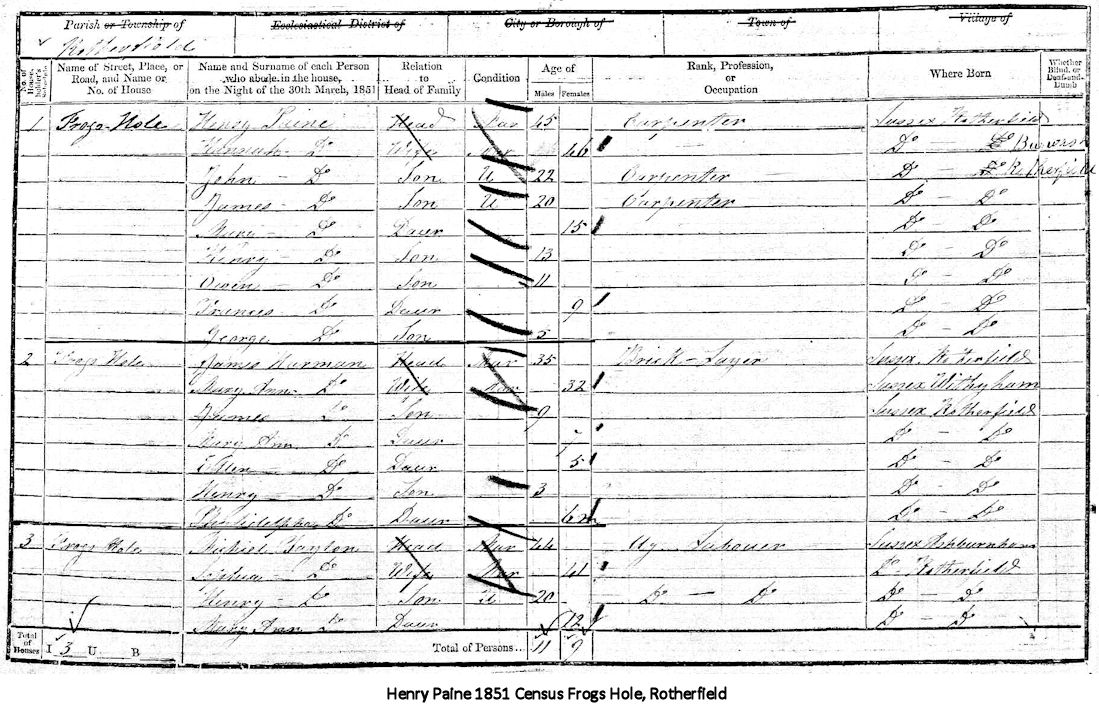 Parish or Township of Ecclesiastical District of City or Borough of Town of Village of
Rotherfield
No. of House-holder's Schedule Name of Street, Place, or Road, and Name or No. of House Name and Surname of each Person who abode in the house, on the Night of the 30th March, 1851 Relation to Head of Family Condition Age of Males Females Rank, Profession, or Occupation Where Born Whether Blind, or Deaf-and-Dumb
1 Frogs Hole Henry Paine Head Mar 45 Carpenter Sussex Rotherfield
Hannah Do Wife Mar 46 Do Burwash
John Do Son U 22 Carpenter Do Rotherfield
James Do Son U 20 Carpenter Do Do
Mary Do Daur 15 Do Do
Henry Do Son 13 Do Do
Owen Do Son 11 Do Do
Frances Do Daur 9 Do Do
George Do Son 5 Do Do
2 Frogs Hole James Harman Head Mar 35 Brick-Layer Sussex Rotherfield
Mary Ann Do Wife Mar 32 Sussex Withyham
James Do Son 9 Sussex Rotherfield
Mary Ann Do Daur 7 Do Do
Ellen Do Daur 5 Do Do
Henry Do Son 3 Do Do
Philadelphia Do Daur 6m Do Do
3 Frogs Hole Head Mar 44 Ag Labouer Sussex Ashburnham
Sophia Do Wife Mar 41 Do Rotherfield
Henry Do Son U 20 Do Do Do Do
Mary Ann Do Daur 12 Do Do
Total of Houses I 3 U B Total of Persons... 11 9
Henry Paine 1851 Census Frogs Hole, Rotherfield